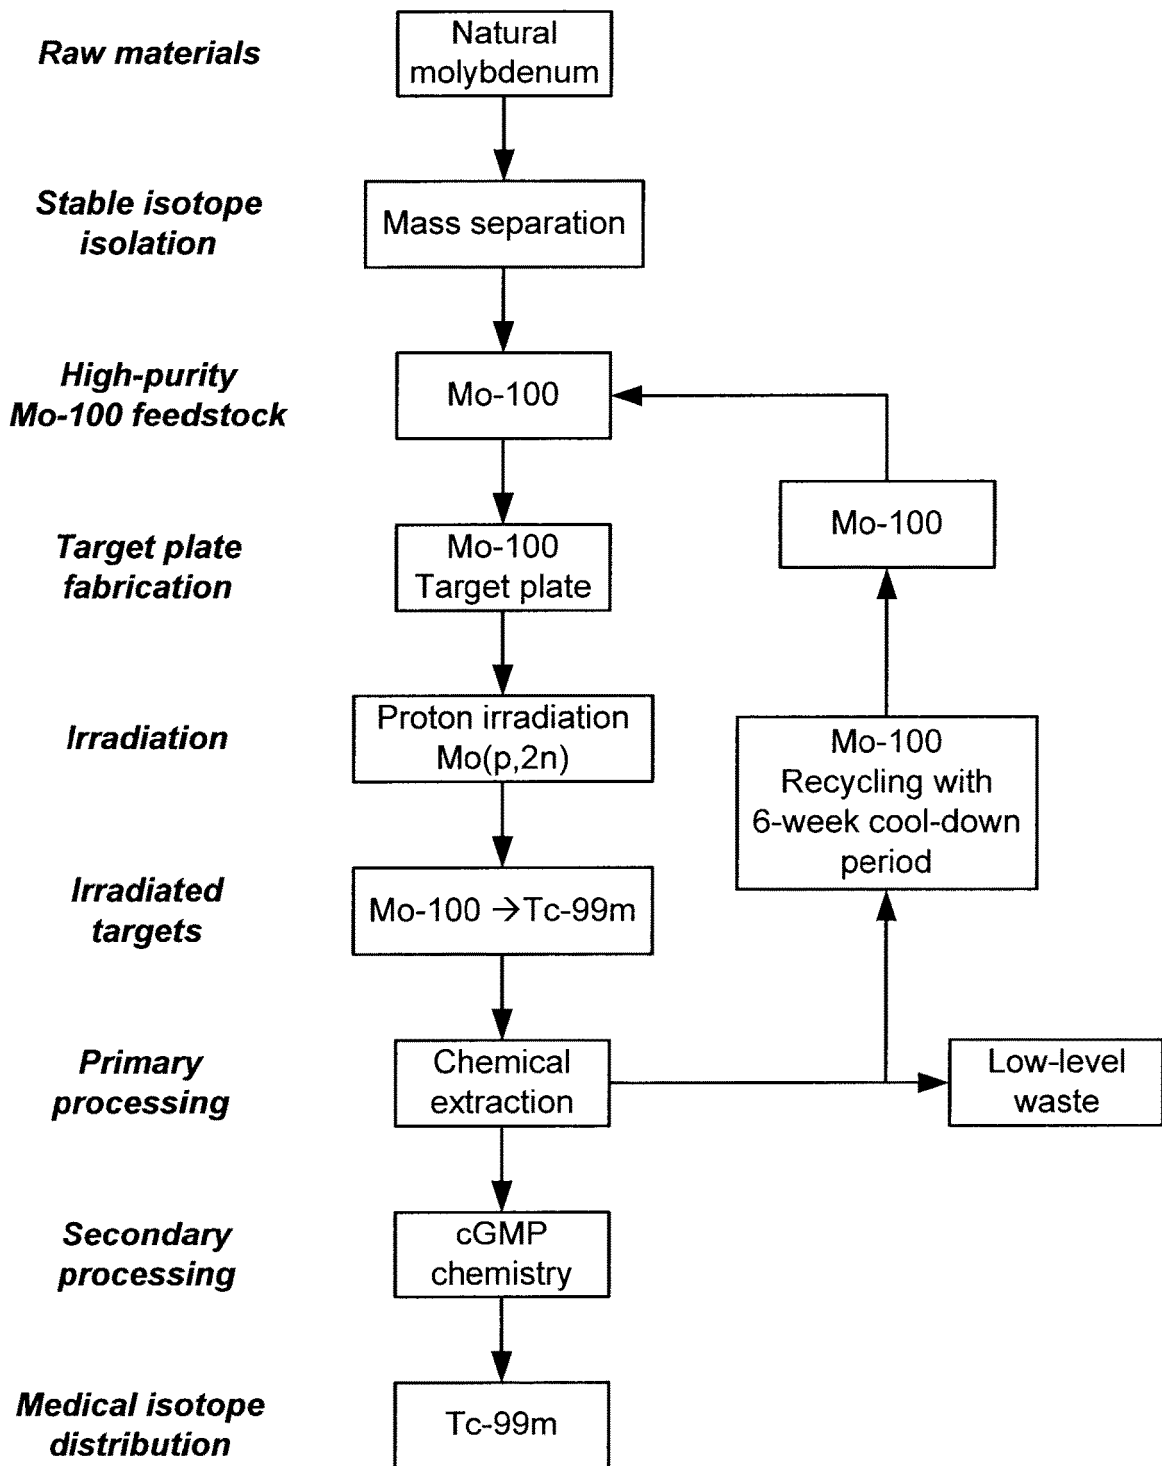 Raw materials
Natural
molybdenum
Stable isotope
isolation
Mass separation
High-purity
Mo-100 feedstock
Mo-100
Mo-100
Target plate
fabrication
Mo-100
Target plate
Irradiation
Proton irradiation
Mo(p,2n)
Mo-100
Recycling with
6-week cool-down
period
Irradiated
targets
Mo-100 →Tc-99m
Primary
processing
Chemical
extraction
Low-level
waste
Secondary
processing
cGMP
chemistry
Medical isotope
distribution
Tc-99m